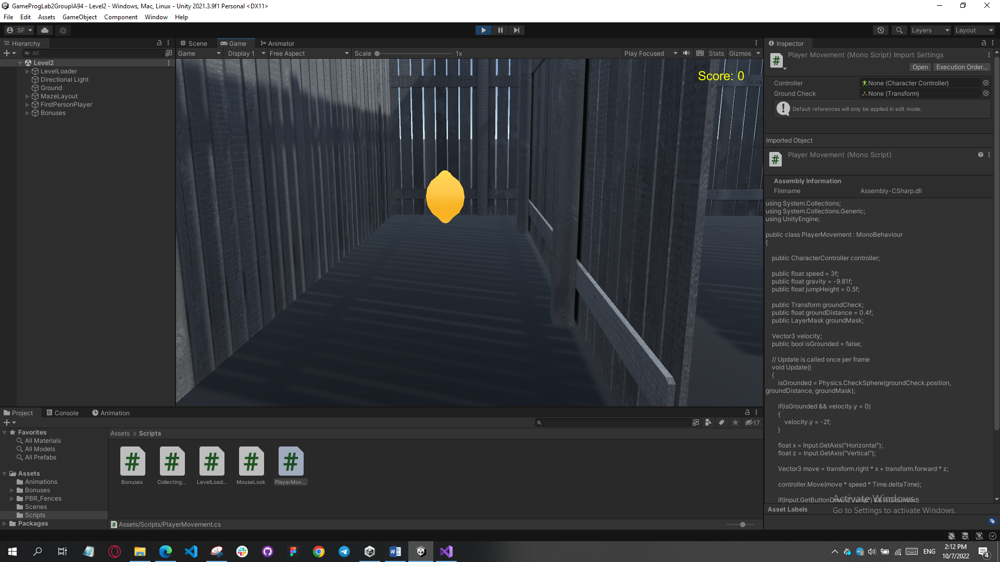 GameProgLab2GroupIA94 - Level2 - Windows, Mac, Linux - Unity 2021.3.9f1 Personal <DX11>
File Edit Assets GameObject Component Window Help
SF Layers Layout
Hierarchy
All
Level2
LevelLoader
Directional Light
Ground
MazeLayout
FirstPersonPlayer
Bonuses
Scene Game Animator
Game Display 1 Free Aspect Scale 1x Play Focused Stats Gizmos
Score: 0
Inspector
Player Movement (Mono Script) Import Settings
Open Execution Order...
Controller None (Character Controller)
Ground Check None (Transform)
Default references will only be applied in edit mode.
Imported Object
Player Movement (Mono Script)
Assembly Information
Filename Assembly-CSharp.dll
using System.Collections;
using System.Collections.Generic;
using UnityEngine;
public class PlayerMovement : MonoBehaviour
{
public CharacterController controller;
public float speed = 3f;
public float gravity = -9.81f;
public float jumpHeight = 0.5f;
public Transform groundCheck;
public float groundDistance = 0.4f;
public LayerMask groundMask;
Vector3 velocity;
public bool isGrounded = false;
// Update is called once per frame
void Update()
{
isGrounded = Physics.CheckSphere(groundCheck.position,
groundDistance, groundMask);
if(isGrounded && velocity.y < 0)
{
velocity.y = -2f;
}
float x = Input.GetAxis("Horizontal");
float z = Input.GetAxis("Vertical");
Vector3 move = transform.right * x + transform.forward * z;
controller.Move(move * speed * Time.deltaTime);
if(Input.GetButtonDown("Jump") && isGrounded)
Activate Windows
Go to Settings to activate Windows.
Asset Labels
Project Console Animation
17
Favorites
All Materials
All Models
All Prefabs
Assets
Animations
Bonuses
PBR_Fences
Scenes
Scripts
Packages
Assets > Scripts
Bonuses Collecting... LevelLoad... MouseLook PlayerMov...
Assets/Scripts/PlayerMovement.cs
ENG
2:12 PM
10/7/2022
4